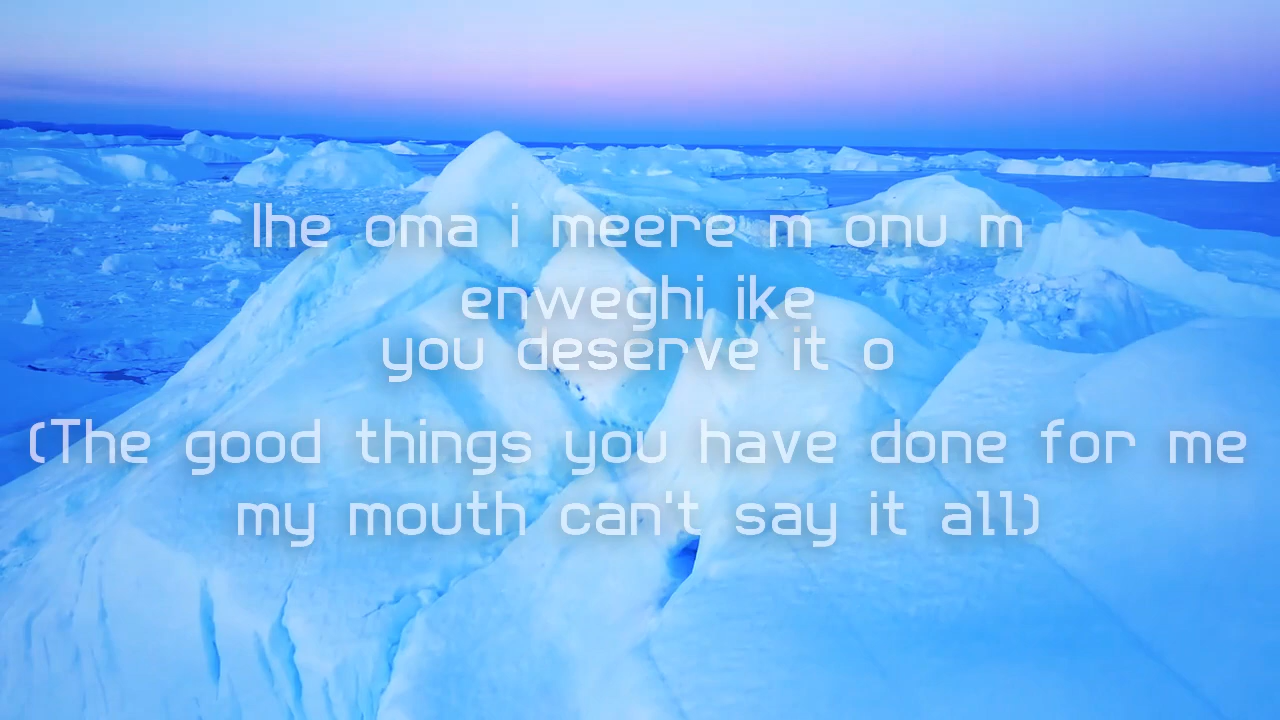 Ihe oma i meere m onu m
enweghi ike
you deserve it o
(The good things you have done for me
my mouth can't say it all)